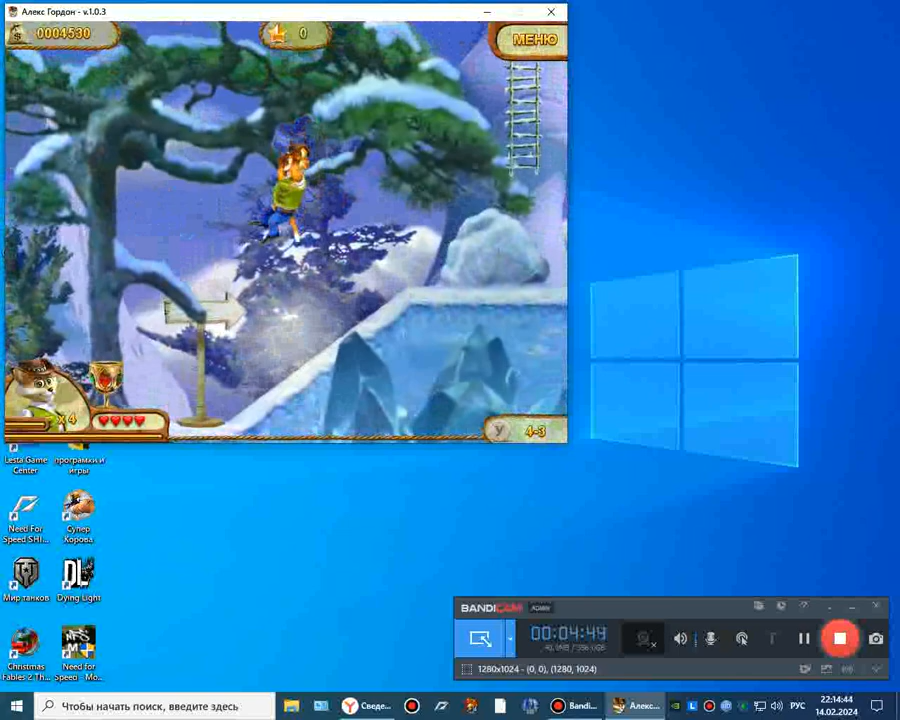 Алекс Гордон - v.1.0.3
0004530
0
МЕНЮ
x 4
У
4-3
Lesta Game
Center
програмки и
игры
Need For
Speed SHI...
Супер
Корова
Мир танков
Dying Light
Christmas
Fables 2 Th...
Need for
Speed - Mo...
BANDICAM
00:04:49
1280x1024 - (0, 0), (1280, 1024)
Чтобы начать поиск, введите здесь
Сведе...
Bandi...
Алекс...
РУС
22:14:44
14.02.2024